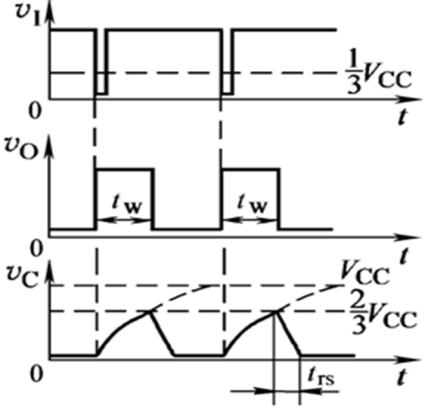 v_I
1/3 V_CC
0
t
v_O
t_W t_W
0
t
v_C
V_CC
2/3 V_CC
0
t
t_rs